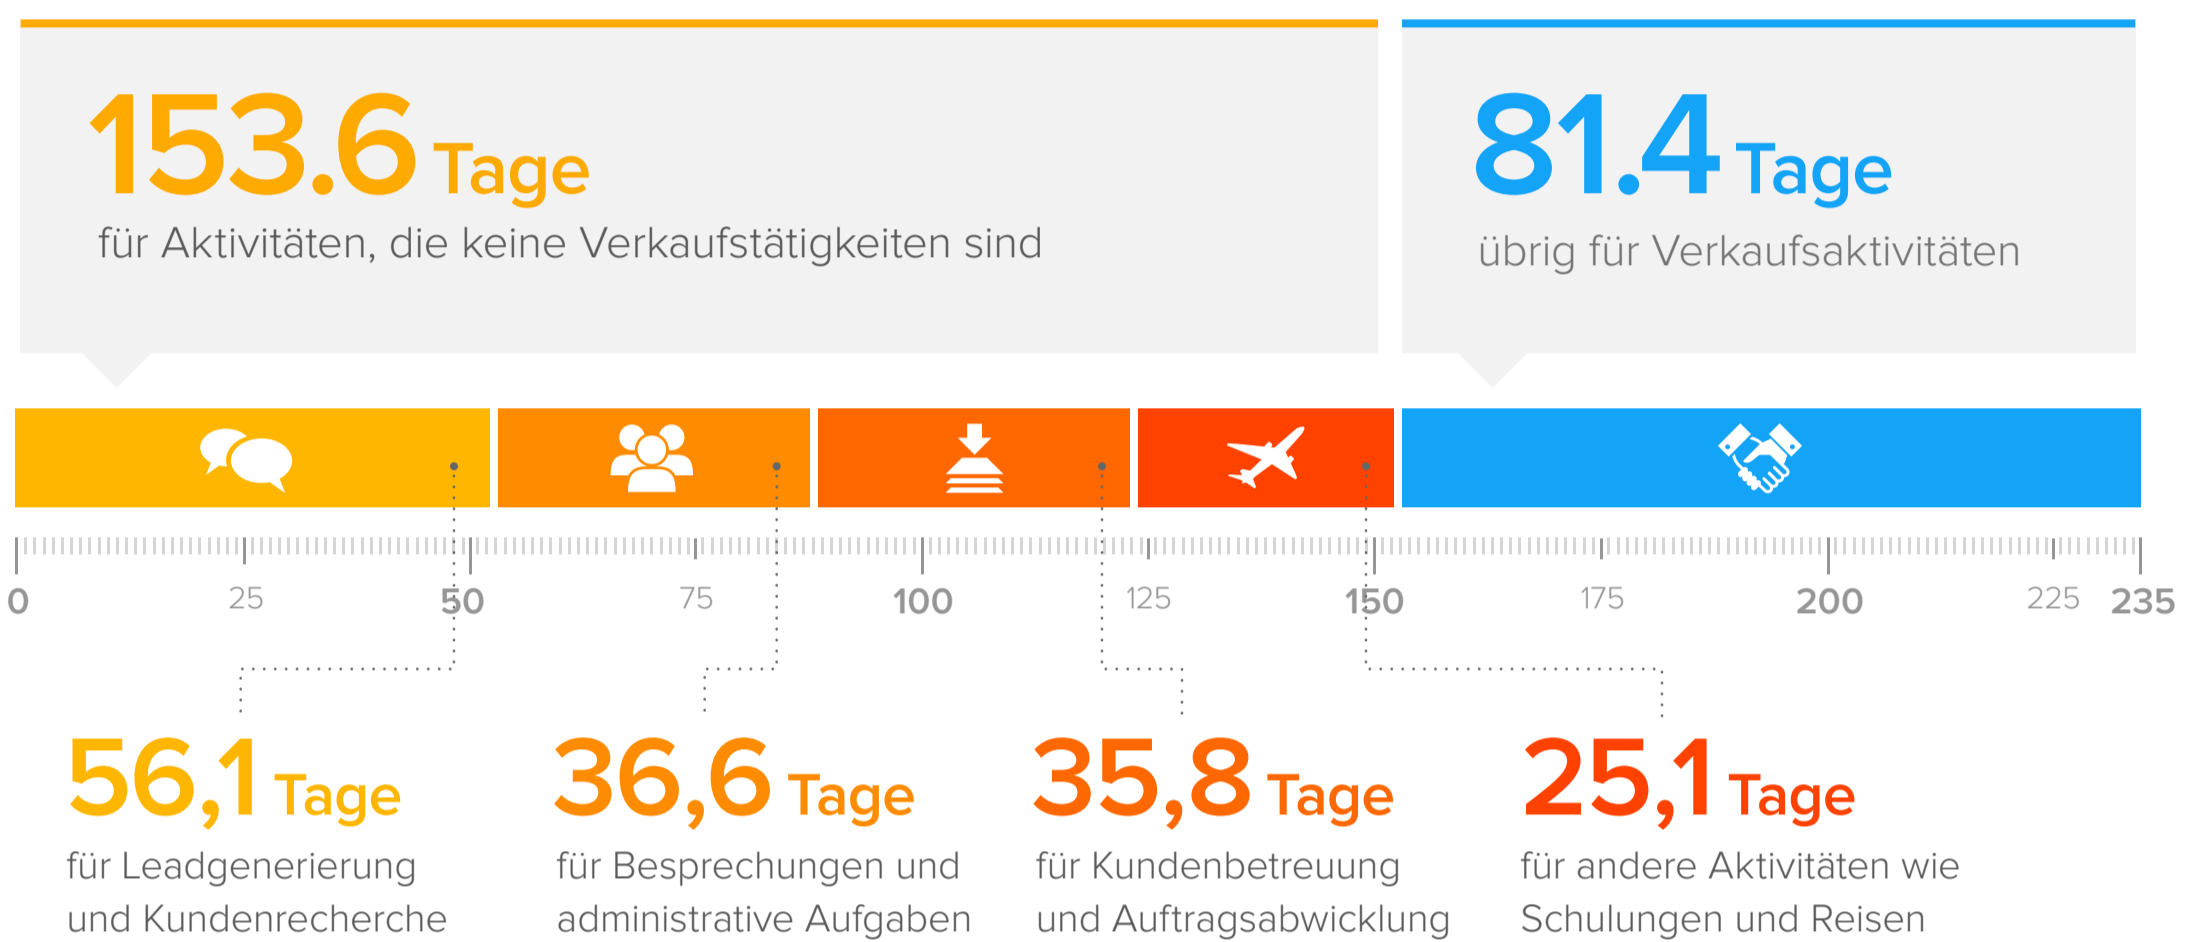 153.6 Tage
für Aktivitäten, die keine Verkaufstätigkeiten sind
81.4 Tage
übrig für Verkaufsaktivitäten
0 25 50 75 100 125 150 175 200 225 235
56,1 Tage
für Leadgenerierung
und Kundenrecherche
36,6 Tage
für Besprechungen und
administrative Aufgaben
35,8 Tage
für Kundenbetreuung
und Auftragsabwicklung
25,1 Tage
für andere Aktivitäten wie
Schulungen und Reisen